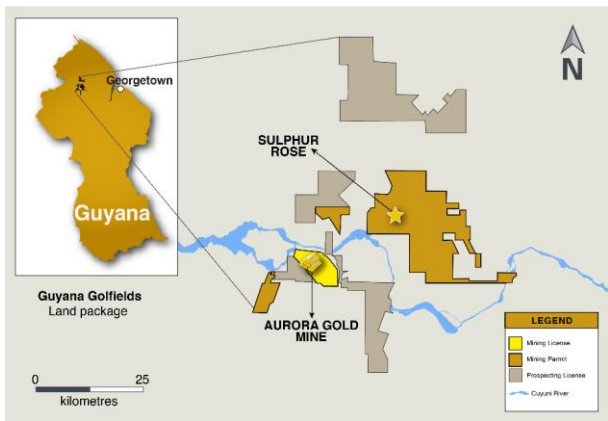 Georgetown
Guyana
Guyana Golfields
Land package
0
25
kilometres
N
SULPHUR
ROSE
AURORA GOLD
MINE
LEGEND
Mining License
Mining Permit
Prospecting License
Cuyuni River